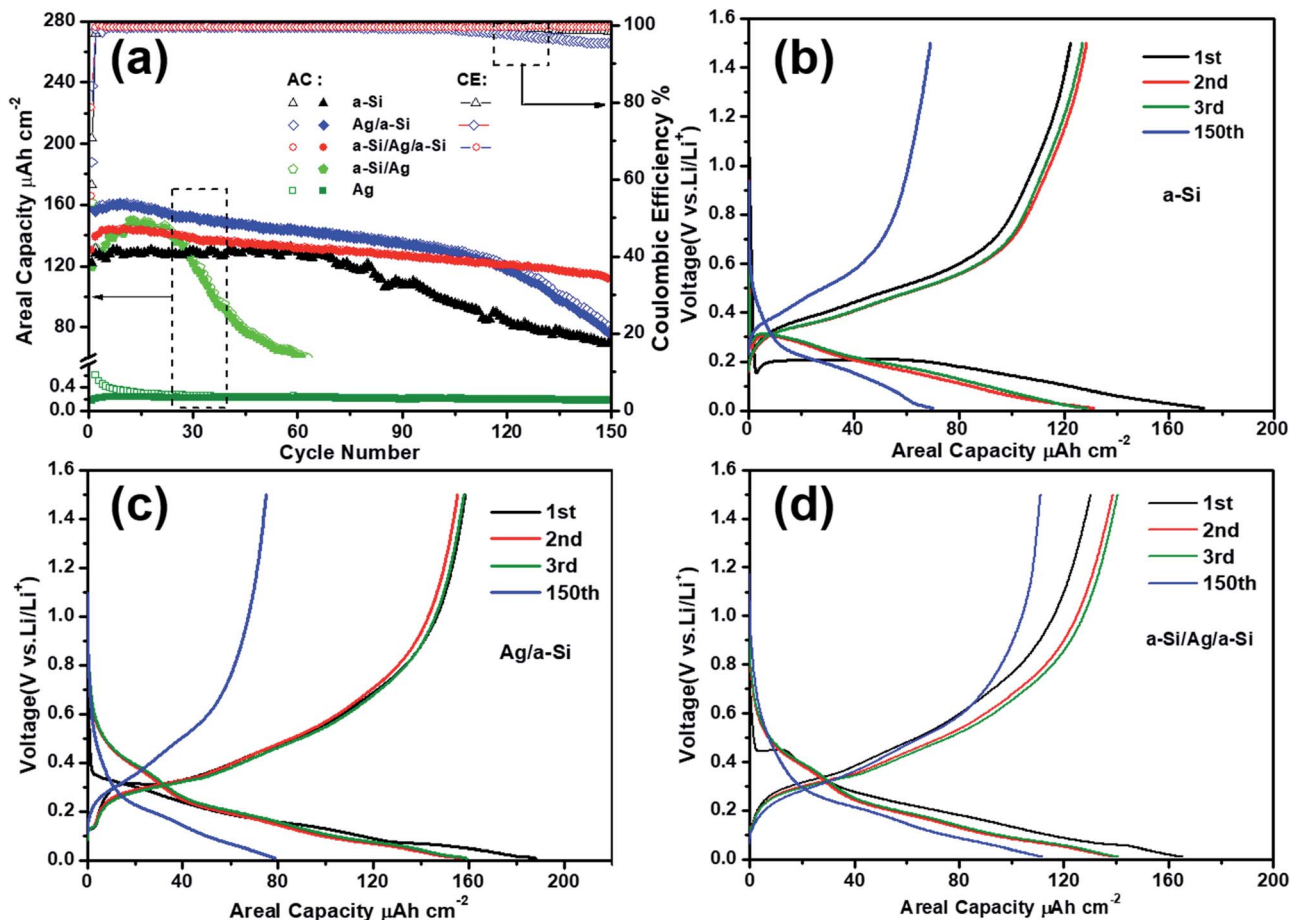 (a)
280
240
200
160
120
80
0.4
0.2
0.0
Areal Capacity μAh cm⁻²
AC : CE:
a-Si
Ag/a-Si
a-Si/Ag/a-Si
a-Si/Ag
Ag
100
80
60
40
20
0
Coulombic Efficiency %
0 30 60 90 120 150
Cycle Number
(b)
1.6
1.4
1.2
1.0
0.8
0.6
0.4
0.2
0.0
Voltage(V vs.Li/Li⁺)
1st
2nd
3rd
150th
a-Si
0 40 80 120 160 200
Areal Capacity μAh cm⁻²
(c)
1.6
1.4
1.2
1.0
0.8
0.6
0.4
0.2
0.0
Voltage(V vs.Li/Li⁺)
1st
2nd
3rd
150th
Ag/a-Si
0 40 80 120 160 200
Areal Capacity μAh cm⁻²
(d)
1.6
1.4
1.2
1.0
0.8
0.6
0.4
0.2
0.0
Voltage(V vs.Li/Li⁺)
1st
2nd
3rd
150th
a-Si/Ag/a-Si
0 40 80 120 160 200
Areal Capacity μAh cm⁻²